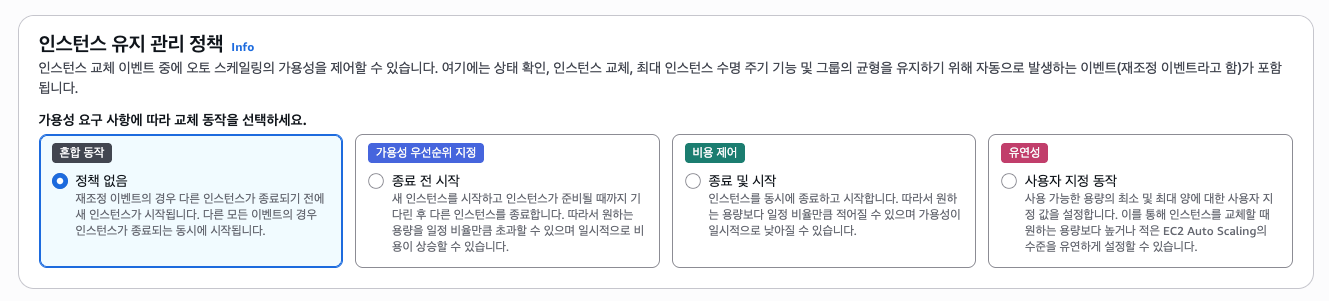 인스턴스 유지 관리 정책 Info
인스턴스 교체 이벤트 중에 오토 스케일링의 가용성을 제어할 수 있습니다. 여기에는 상태 확인, 인스턴스 교체, 최대 인스턴스 수명 주기 기능 및 그룹의 균형을 유지하기 위해 자동으로 발생하는 이벤트(재조정 이벤트라고 함)가 포함
됩니다.
가용성 요구 사항에 따라 교체 동작을 선택하세요.
혼합 동작
정책 없음
재조정 이벤트의 경우 다른 인스턴스가 종료되기 전에
새 인스턴스가 시작됩니다. 다른 모든 이벤트의 경우
인스턴스가 종료되는 동시에 시작됩니다.
가용성 우선순위 지정
종료 전 시작
새 인스턴스를 시작하고 인스턴스가 준비될 때까지 기
다린 후 다른 인스턴스를 종료합니다. 따라서 원하는
용량을 일정 비율만큼 초과할 수 있으며 일시적으로 비
용이 상승할 수 있습니다.
비용 제어
종료 및 시작
인스턴스를 동시에 종료하고 시작합니다. 따라서 원하
는 용량보다 일정 비율만큼 적어질 수 있으며 가용성이
일시적으로 낮아질 수 있습니다.
유연성
사용자 지정 동작
사용 가능한 용량의 최소 및 최대 양에 대한 사용자 지
정 값을 설정합니다. 이를 통해 인스턴스를 교체할 때
원하는 용량보다 높거나 적은 EC2 Auto Scaling의
수준을 유연하게 설정할 수 있습니다.